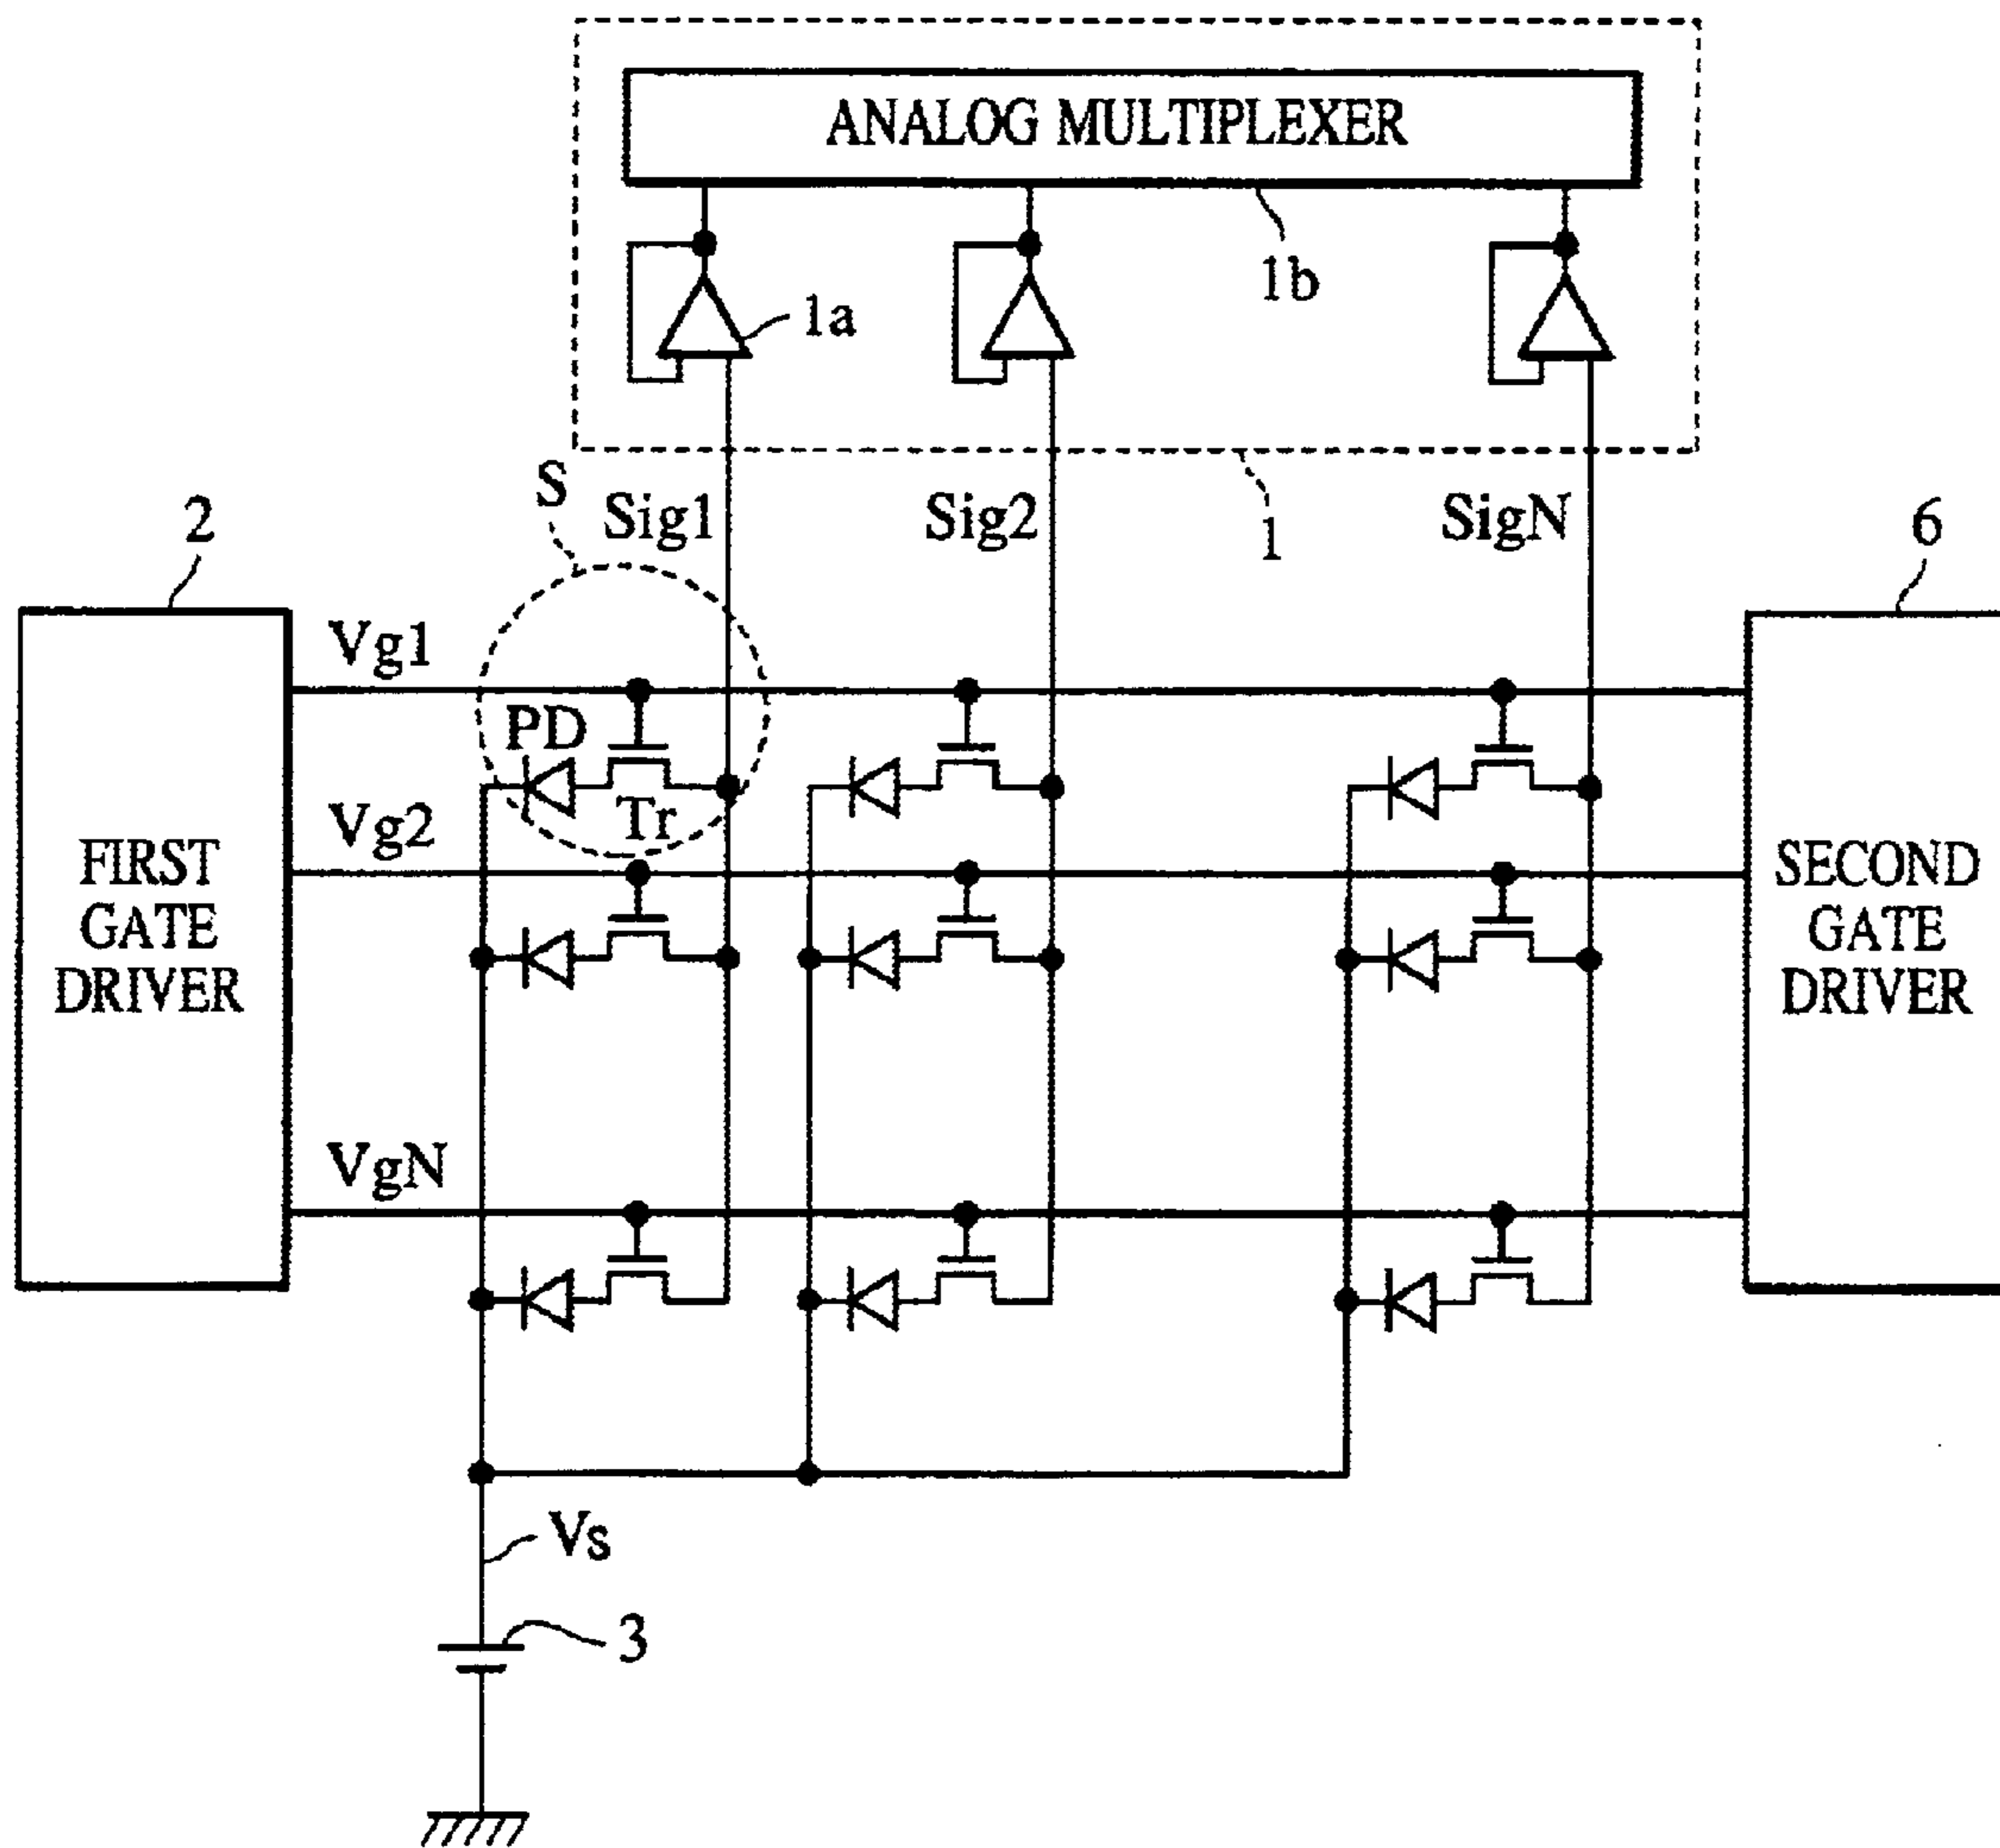 ANALOG MULTIPLEXER
1b
1a
S
Sig1
Sig2
SigN
1
2
6
Vg1
PD
Tr
Vg2
FIRST
GATE
DRIVER
SECOND
GATE
DRIVER
VgN
Vs
3